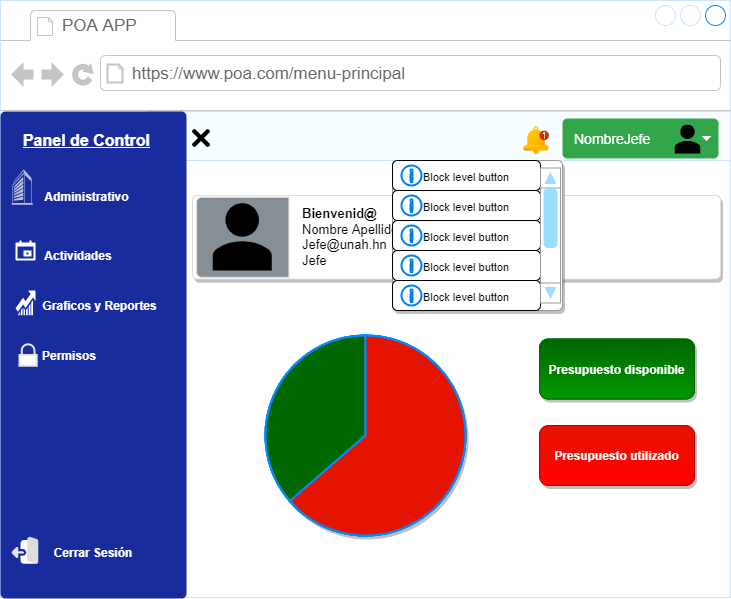 POA APP
https://www.poa.com/menu-principal
Panel de Control
NombreJefe
1
Administrativo
Actividades
Graficos y Reportes
Permisos
Cerrar Sesión
Block level button
Block level button
Block level button
Block level button
Block level button
Bienvenid@
Nombre Apellid
Jefe@unah.hn
Jefe
Presupuesto disponible
Presupuesto utilizado